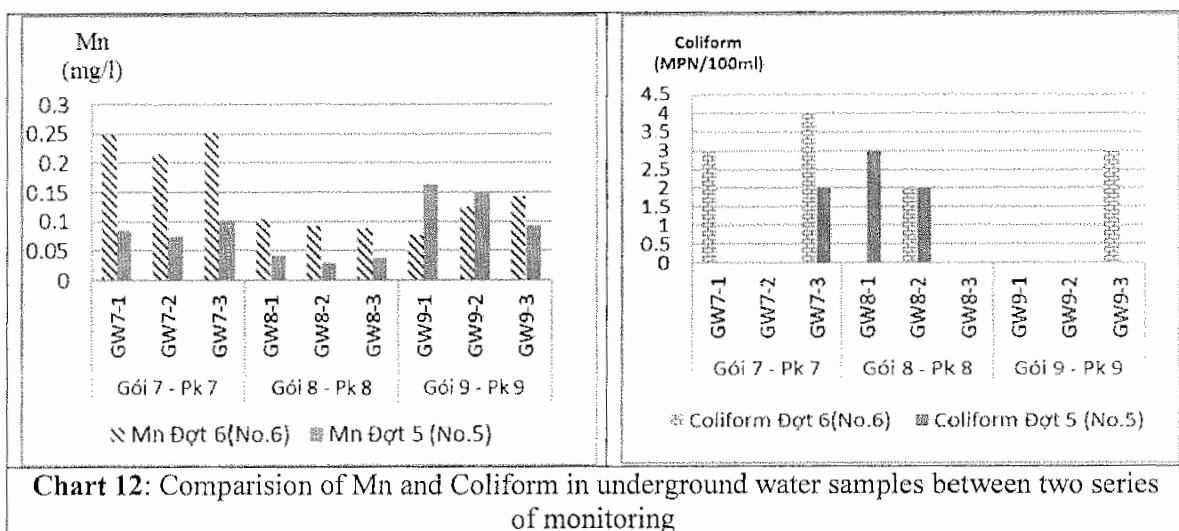 Mn
(mg/l)
0.3
0.25
0.2
0.15
0.1
0.05
0
GW7-1
GW7-2
GW7-3
GW8-1
GW8-2
GW8-3
GW9-1
GW9-2
GW9-3
Gói 7 - Pk 7
Gói 8 - Pk 8
Gói 9 - Pk 9
Mn Đợt 6(No.6)
Mn Đợt 5 (No.5)
Coliform
(MPN/100ml)
4.5
4
3.5
3
2.5
2
1.5
1
0.5
0
GW7-1
GW7-2
GW7-3
GW8-1
GW8-2
GW8-3
GW9-1
GW9-2
GW9-3
Gói 7 - Pk 7
Gói 8 - Pk 8
Gói 9 - Pk 9
Coliform Đợt 6(No.6)
Coliform Đợt 5 (No.5)
Chart 12: Comparision of Mn and Coliform in underground water samples between two series
of monitoring